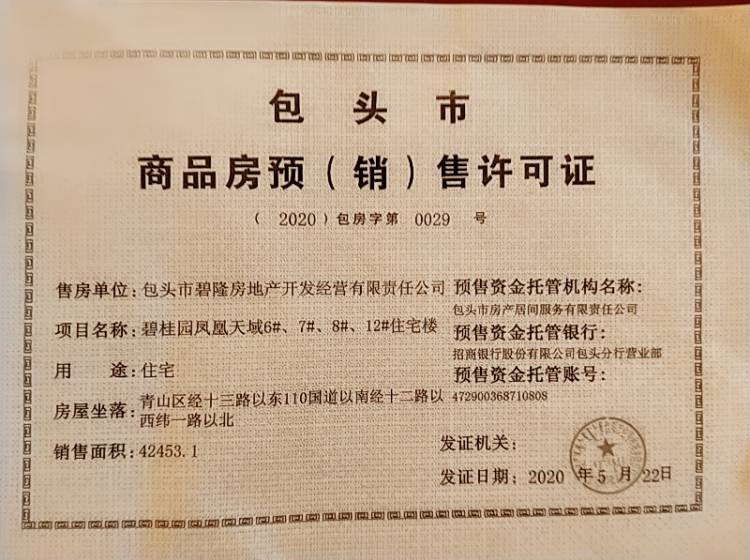 包头市
商品房预（销）售许可证
（2020）包房字第 0029 号
售房单位：包头市碧隆房地产开发经营有限责任公司
项目名称：碧桂园凤凰天域6#、7#、8#、12#住宅楼
用途：住宅
房屋坐落：青山区经十三路以东110国道以南经十二路以
西纬一路以北
销售面积：42453.1
预售资金托管机构名称：
包头市房产居间服务有限责任公司
预售资金托管银行：
招商银行股份有限公司包头分行营业部
预售资金托管账号：
472900368710808
发证机关：
发证日期：2020 年 5 月 22日